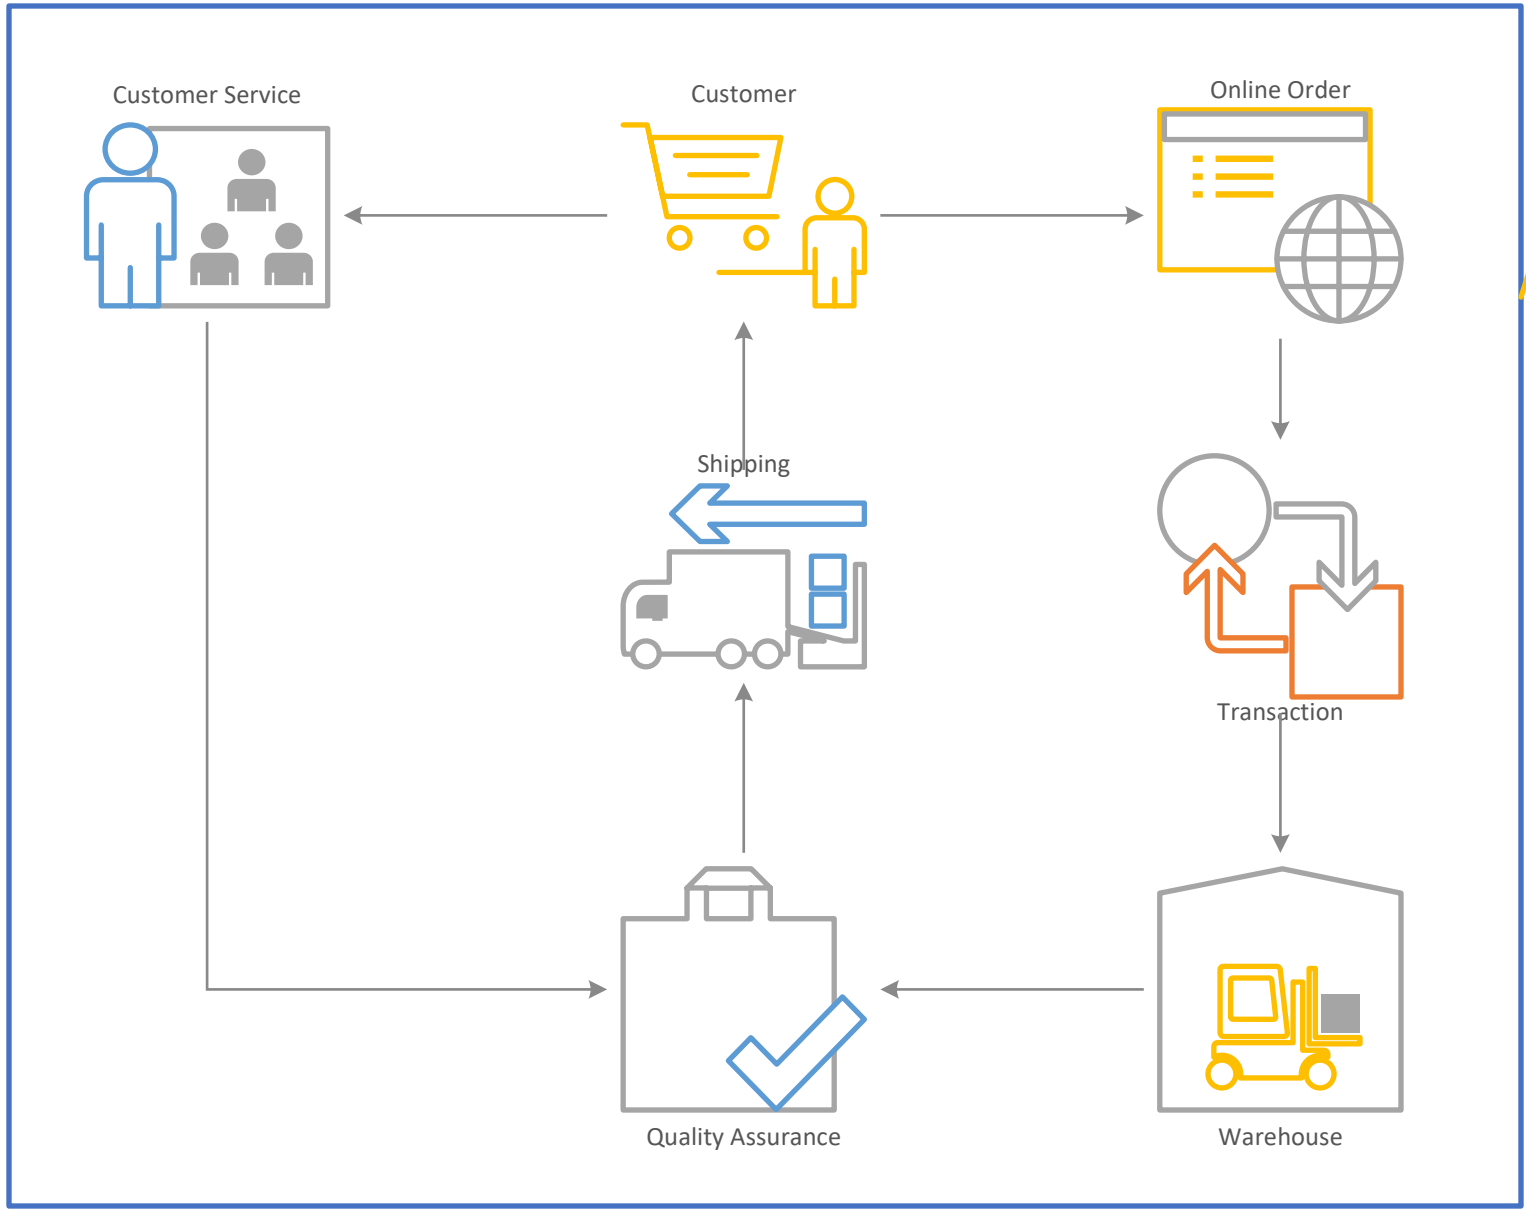 Customer Service
Customer
Online Order
Shipping
Transaction
Quality Assurance
Warehouse